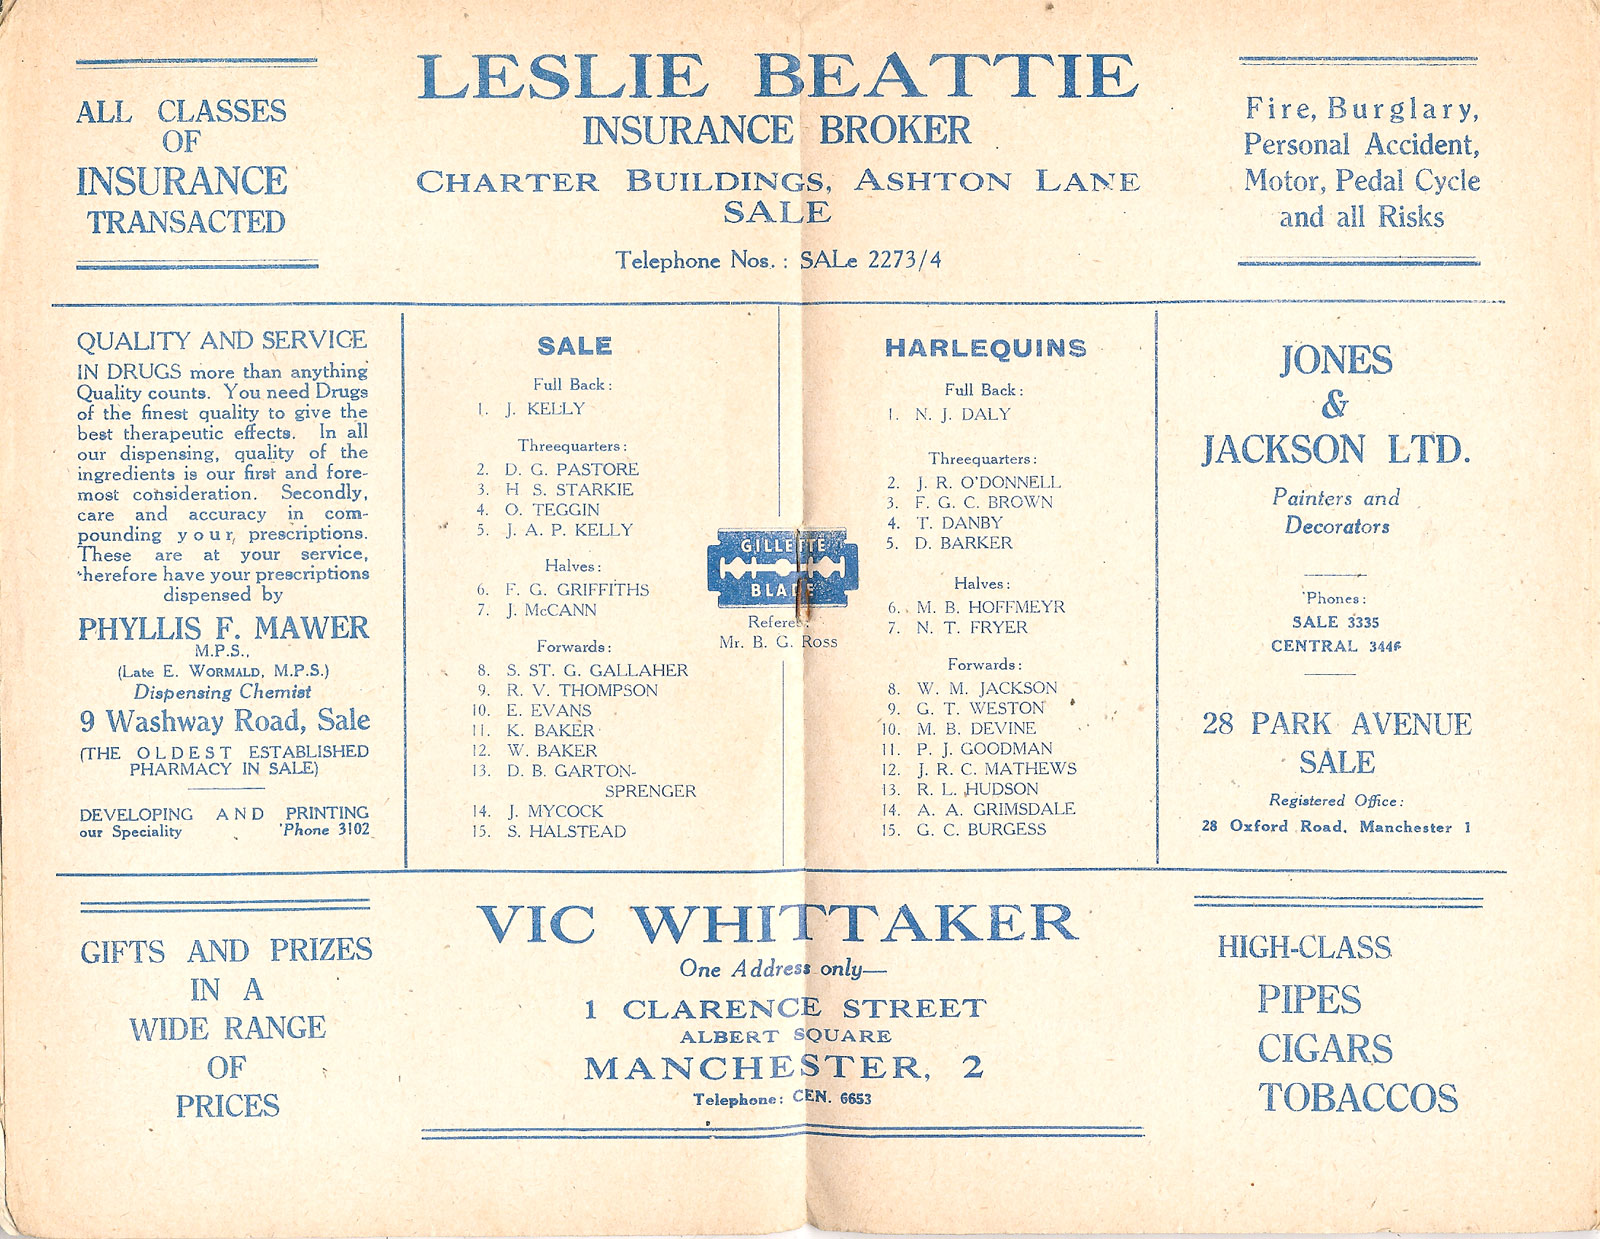 ALL CLASSES
OF
INSURANCE
TRANSACTED
LESLIE BEATTIE
INSURANCE BROKER
CHARTER BUILDINGS, ASHTON LANE
SALE
Telephone Nos. : SALe 2273/4
Fire, Burglary,
Personal Accident,
Motor, Pedal Cycle
and all Risks
QUALITY AND SERVICE
IN DRUGS more than anything
Quality counts. You need Drugs
of the finest quality to give the
best therapeutic effects. In all
our dispensing, quality of the
ingredients is our first and fore-
most consideration. Secondly,
care and accuracy in com-
pounding your, prescriptions.
These are at your service,
therefore have your prescriptions
dispensed by
PHYLLIS F. MAWER
M.P.S.,
(Late E. WORMALD, M.P.S.)
Dispensing Chemist
9 Washway Road, Sale
(THE OLDEST ESTABLISHED
PHARMACY IN SALE)
DEVELOPING AND PRINTING
our Speciality 'Phone 3102
SALE
Full Back:
1. J. KELLY
Threequarters:
2. D. G. PASTORE
3. H S. STARKIE
4. O. TEGGIN
5. J. A. P. KELLY
Halves:
6. F. G. GRIFFITHS
7. J. McCANN
Forwards:
8. S. ST. G. GALLAHER
9. R. V. THOMPSON
10. E. EVANS
11. K. BAKER
12. W. BAKER
13. D. B. GARTON-
SPRENGER
14. J. MYCOCK
15. S. HALSTEAD
GILLETTE
BLADE
Referee:
Mr. B. G. Ross
HARLEQUINS
Full Back:
1. N. J. DALY
Threequarters:
2. J. R. O'DONNELL
3. F. G. C. BROWN
4. T. DANBY
5. D. BARKER
Halves:
6. M. B. HOFFMEYR
7. N. T. FRYER
Forwards:
8. W. M. JACKSON
9. G. T. WESTON
10. M. B. DEVINE
11. P. J. GOODMAN
12. J. R. C. MATHEWS
13. R. L. HUDSON
14. A. A. GRIMSDALE
15. G. C. BURGESS
JONES
&
JACKSON LTD.
Painters and
Decorators
'Phones:
SALE 3335
CENTRAL 3446
28 PARK AVENUE
SALE
Registered Office:
28 Oxford Road, Manchester 1
GIFTS AND PRIZES
IN A
WIDE RANGE
OF
PRICES
VIC WHITTAKER
One Address only—
1 CLARENCE STREET
ALBERT SQUARE
MANCHESTER, 2
Telephone: CEN. 6653
HIGH-CLASS
PIPES
CIGARS
TOBACCOS